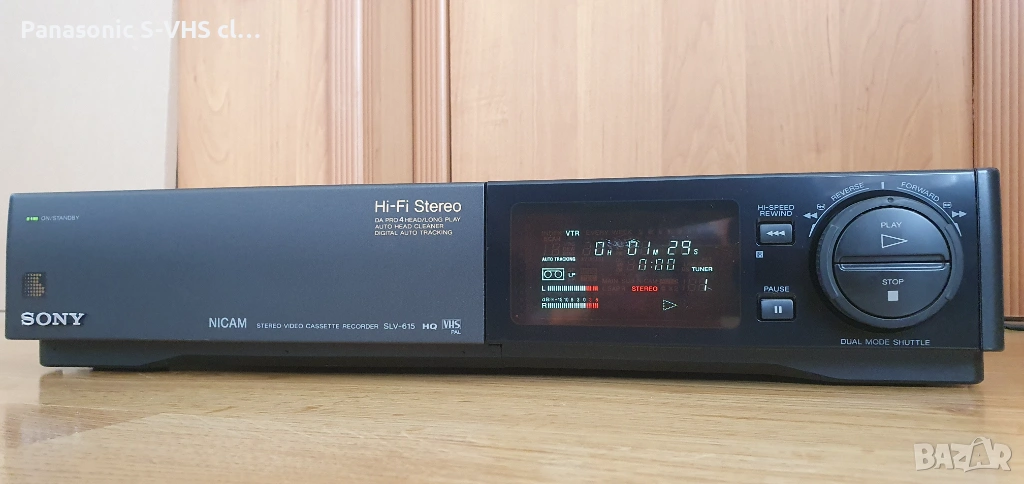 Panasonic S-VHS cl...
ON/STANDBY
Hi-Fi Stereo
DA PRO 4 HEAD/LONG PLAY
AUTO HEAD CLEANER
DIGITAL AUTO TRACKING
SONY
NICAM
STEREO VIDEO CASSETTE RECORDER SLV-615 HQ VHS
PAL
VTR
0H 01M 29S
AUTO TRACKING
0:00
TUNER
LP
1
L
STEREO
dB
R
HI-SPEED
REWIND
PAUSE
REVERSE
FORWARD
PLAY
STOP
DUAL MODE SHUTTLE
BAZAR